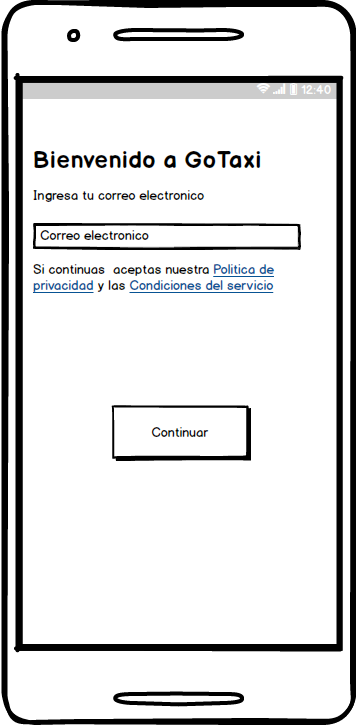 12:40
Bienvenido a GoTaxi
Ingresa tu correo electronico
Correo electronico
Si continuas aceptas nuestra Politica de
privacidad y las Condiciones del servicio
Continuar